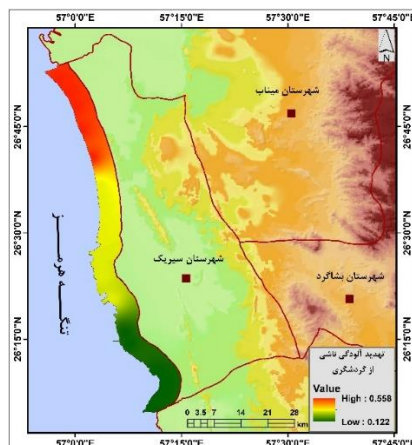 57°0'0"E 57°15'0"E 57°30'0"E 57°45'0"E
N
شهرستان میناب
26°45'0"N 26°45'0"N
26°30'0"N 26°30'0"N
تنگـــه هرمـــز
شهرستان سیریک
شهرستان بشاگرد
26°15'0"N 26°15'0"N
تهدید آلودگی ناشی
از گردشگری
Value
High : 0.558
Low : 0.122
0 3.5 7 14 21 28
km
57°0'0"E 57°15'0"E 57°30'0"E 57°45'0"E